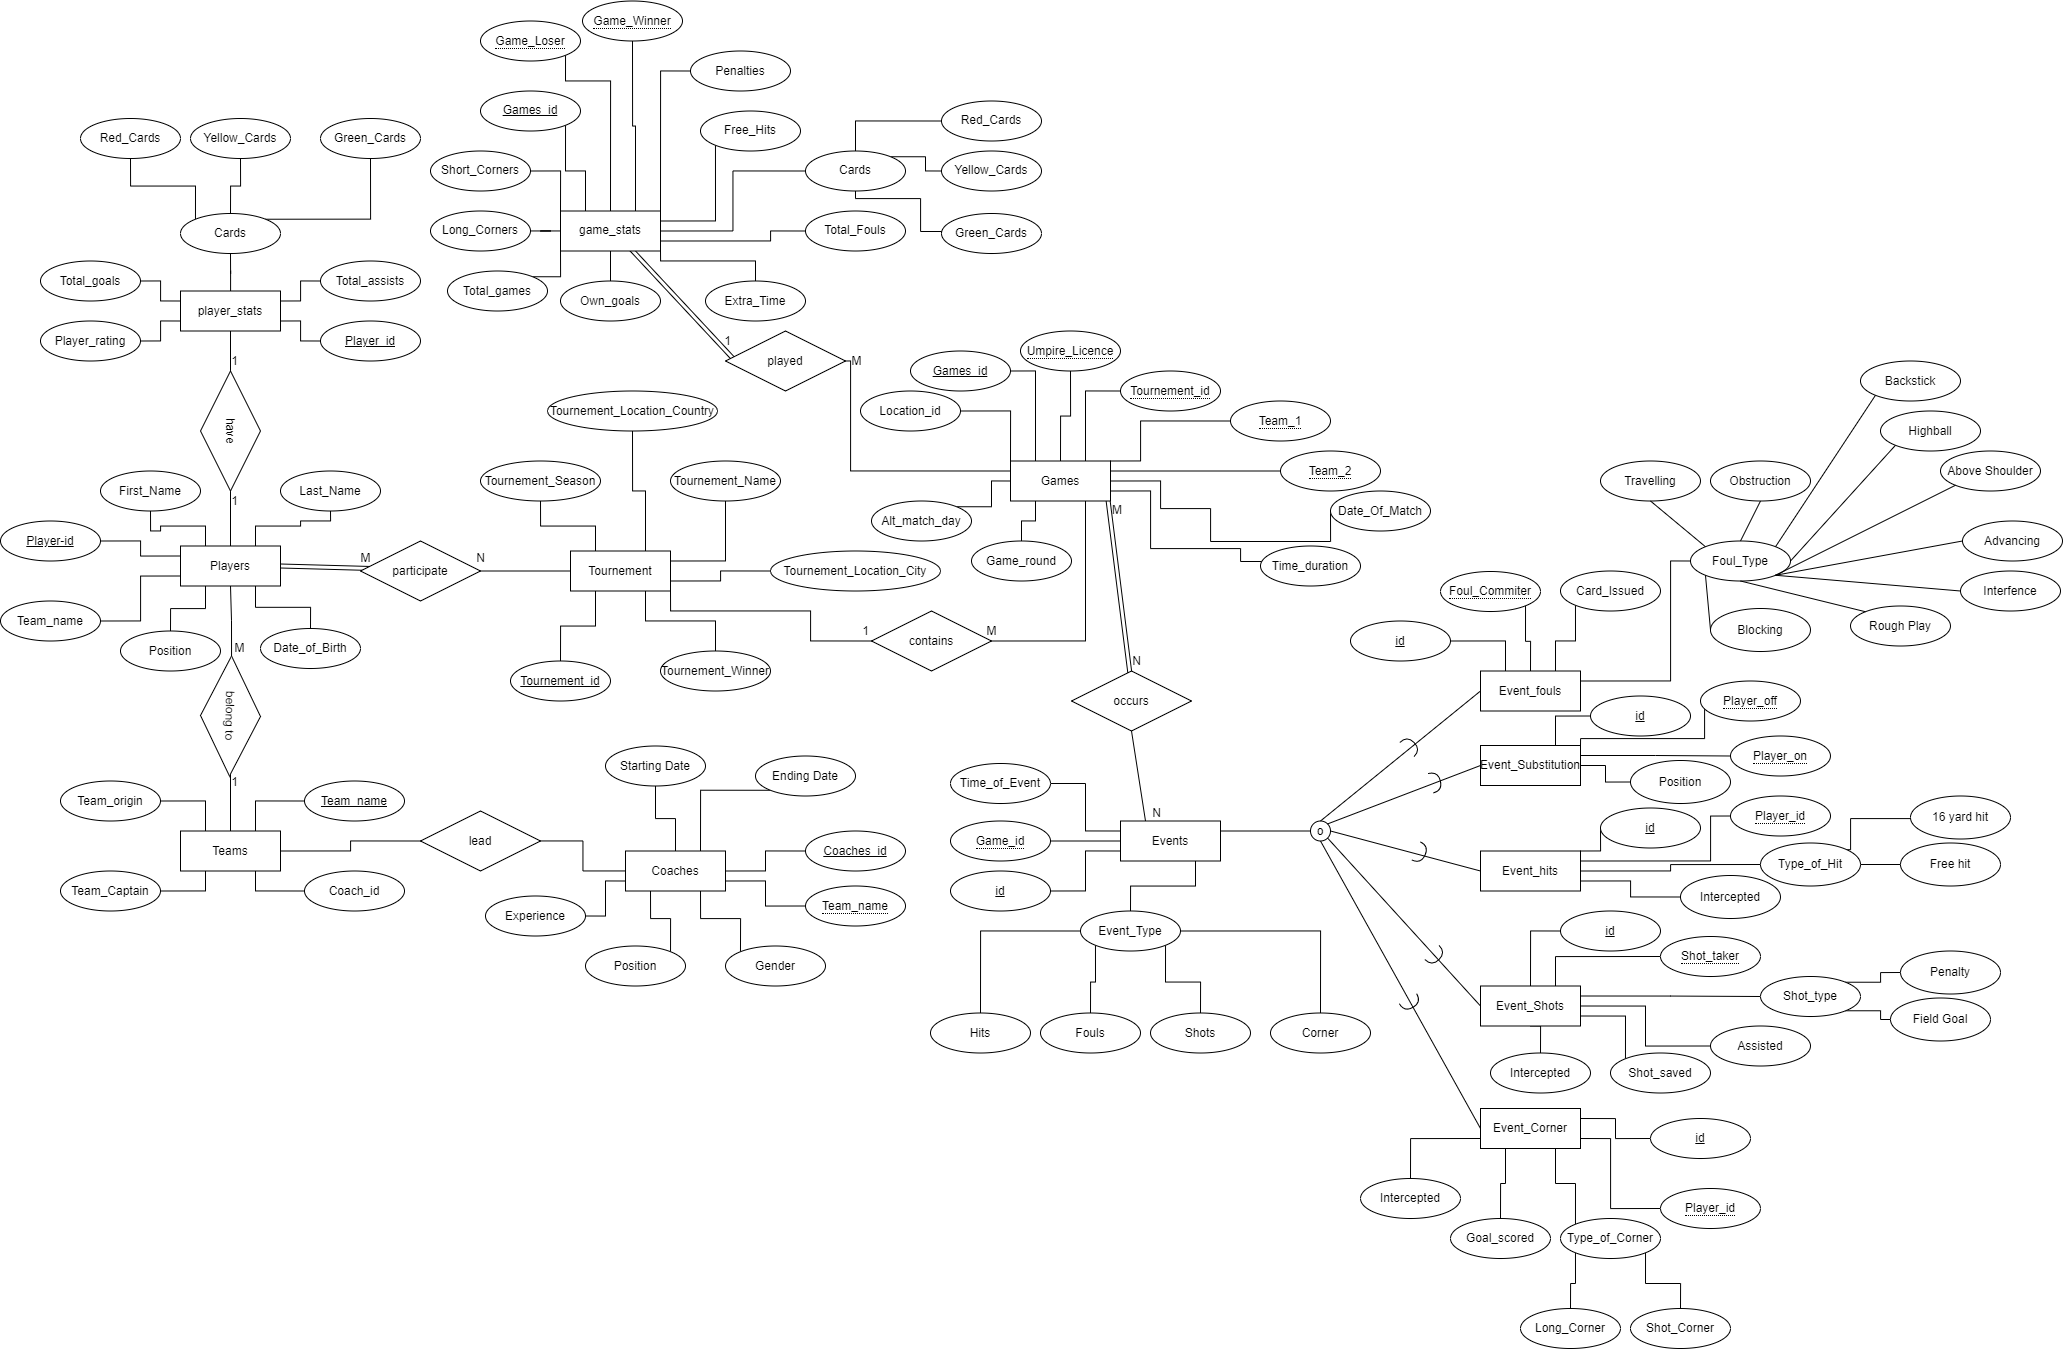 Game_Winner
Game_Loser
Penalties
Games_id
Free_Hits
Red_Cards
Red_Cards
Yellow_Cards
Green_Cards
Short_Corners
Cards
Yellow_Cards
Cards
Long_Corners
game_stats
Total_Fouls
Green_Cards
Total_goals
Total_assists
Total_games
Own_goals
Extra_Time
player_stats
Player_rating
Player_id
1
played
M
1
Umpire_Licence
Games_id
Tournement_id
Location_id
Team_1
have
Tournement_Location_Country
Backstick
Highball
First_Name
Last_Name
1
Tournement_Season
Tournement_Name
Games
Team_2
Travelling
Obstruction
Above Shoulder
Alt_match_day
M
Date_Of_Match
Player-id
Players
M
participate
N
Tournement
Tournement_Location_City
Game_round
Time_duration
Foul_Type
Advancing
Team_name
Foul_Commiter
Card_Issued
Interfence
Position
Date_of_Birth
M
1
contains
M
id
Blocking
Rough Play
Tournement_id
Tournement_Winner
N
occurs
Event_fouls
belong to
id
Player_off
1
Starting Date
Ending Date
Time_of_Event
Event_Substitution
Player_on
Position
Team_origin
Team_name
N
Player_id
16 yard hit
Teams
lead
Coaches
Coaches_id
Game_id
Events
o
id
Event_hits
Type_of_Hit
Free hit
Team_Captain
Coach_id
Experience
Team_name
id
Intercepted
Position
Gender
Event_Type
id
Shot_taker
Penalty
Event_Shots
Shot_type
Field Goal
Hits
Fouls
Shots
Corner
Assisted
Intercepted
Shot_saved
Event_Corner
id
Intercepted
Player_id
Goal_scored
Type_of_Corner
Long_Corner
Shot_Corner